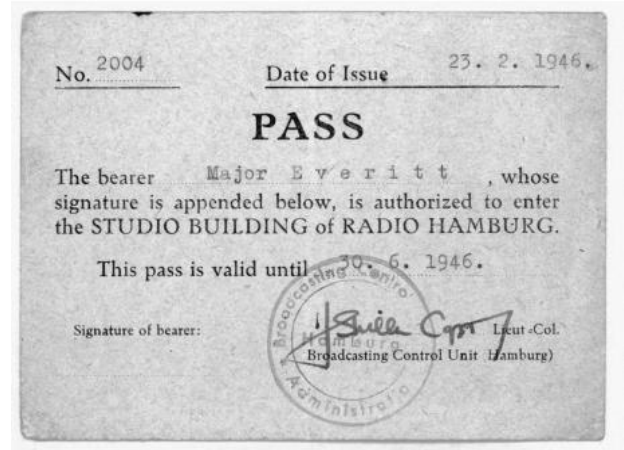 No. 2004 Date of Issue 23. 2. 1946.
PASS
The bearer Major Everitt, whose
signature is appended below, is authorized to enter
the STUDIO BUILDING of RADIO HAMBURG.
This pass is valid until 30. 6. 1946.
Signature of bearer: Lieut.-Col.
Broadcasting Control Unit Hamburg)
Broadcasting Contro
Hamburg
Administratio